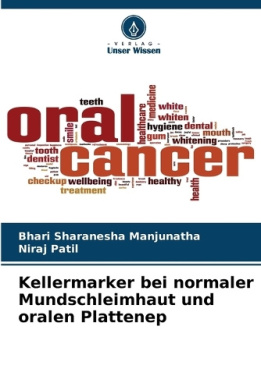 VERLAG
Unser Wissen
teeth
oral
smile
healthcare
medicine
white
whiten
hygiene dental
gum
mouth
whitening
tooth
dentist
cancer
checkup wellbeing
healthy
health
treatment
Bhari Sharanesha Manjunatha
Niraj Patil
Kellermarker bei normaler
Mundschleimhaut und
oralen Plattenep